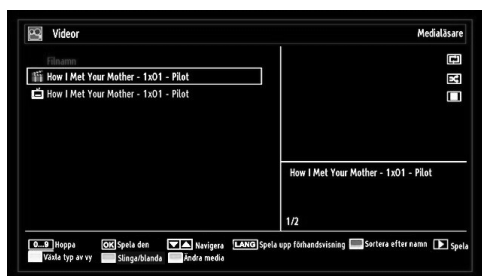 Videor Medialäsare
Filnamn
How I Met Your Mother - 1x01 - Pilot
How I Met Your Mother - 1x01 - Pilot
How I Met Your Mother - 1x01 - Pilot
1/2
0...9 Hoppa OK Spela den Navigera LANG Spela upp förhandsvisning Sortera efter namn Spela
Växla typ av vy Slinga/blanda Ändra media